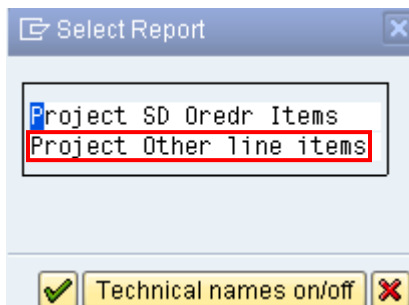 Select Report
Project SD Oredr Items
Project Other line items
Technical names on/off